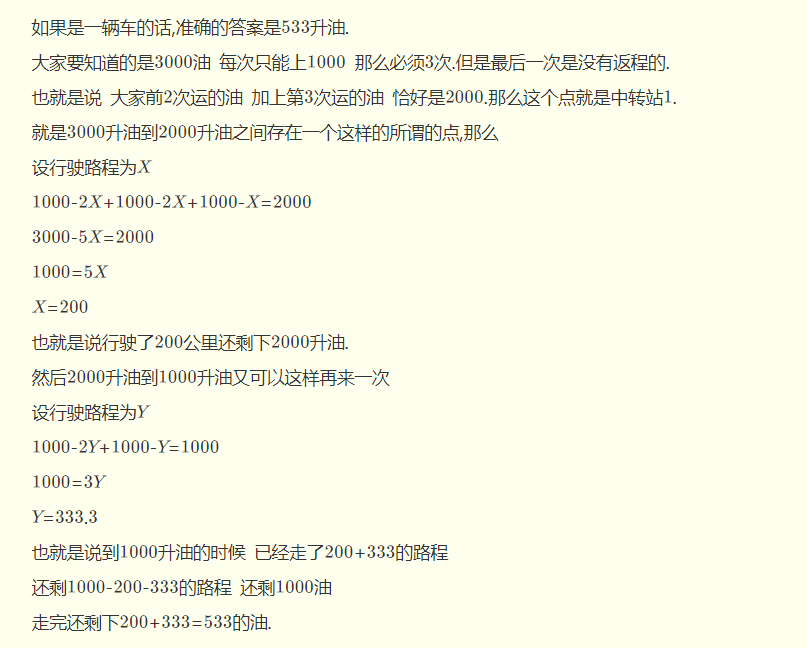 如果是一辆车的话,准确的答案是533升油.
大家要知道的是3000油 每次只能上1000 那么必须3次.但是最后一次是没有返程的.
也就是说 大家前2次运的油 加上第3次运的油 恰好是2000.那么这个点就是中转站1.
就是3000升油到2000升油之间存在一个这样的所谓的点,那么
设行驶路程为X
1000-2X+1000-2X+1000-X=2000
3000-5X=2000
1000=5X
X=200
也就是说行驶了200公里还剩下2000升油.
然后2000升油到1000升油又可以这样再来一次
设行驶路程为Y
1000-2Y+1000-Y=1000
1000=3Y
Y=333.3
也就是说到1000升油的时候 已经走了200+333的路程
还剩1000-200-333的路程 还剩1000油
走完还剩下200+333=533的油.